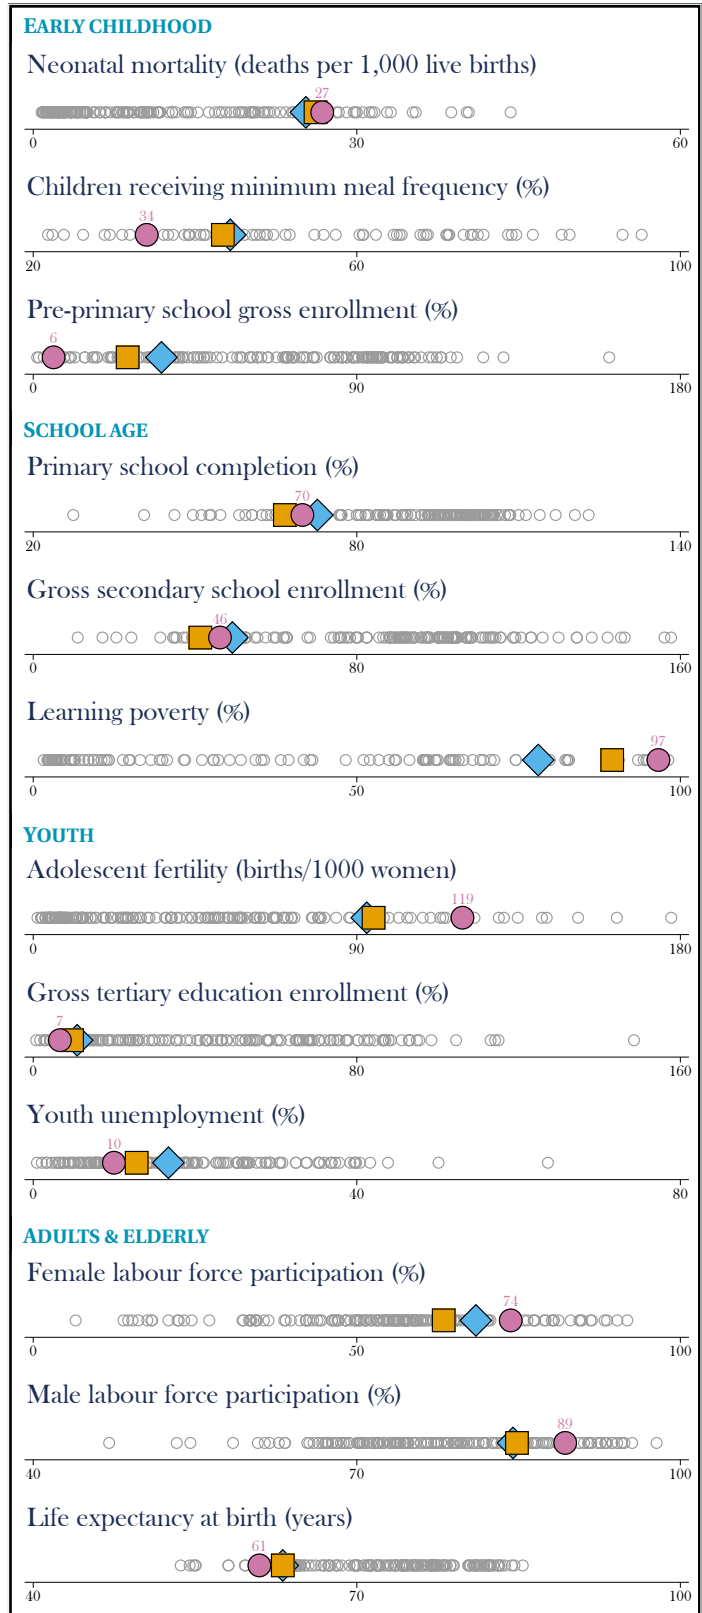 EARLY CHILDHOOD
Neonatal mortality (deaths per 1,000 live births)
27
0 30 60
Children receiving minimum meal frequency (%)
34
20 60 100
Pre-primary school gross enrollment (%)
6
0 90 180
SCHOOL AGE
Primary school completion (%)
70
20 80 140
Gross secondary school enrollment (%)
46
0 80 160
Learning poverty (%)
97
0 50 100
YOUTH
Adolescent fertility (births/1000 women)
119
0 90 180
Gross tertiary education enrollment (%)
7
0 80 160
Youth unemployment (%)
10
0 40 80
ADULTS & ELDERLY
Female labour force participation (%)
74
0 50 100
Male labour force participation (%)
89
40 70 100
Life expectancy at birth (years)
61
40 70 100